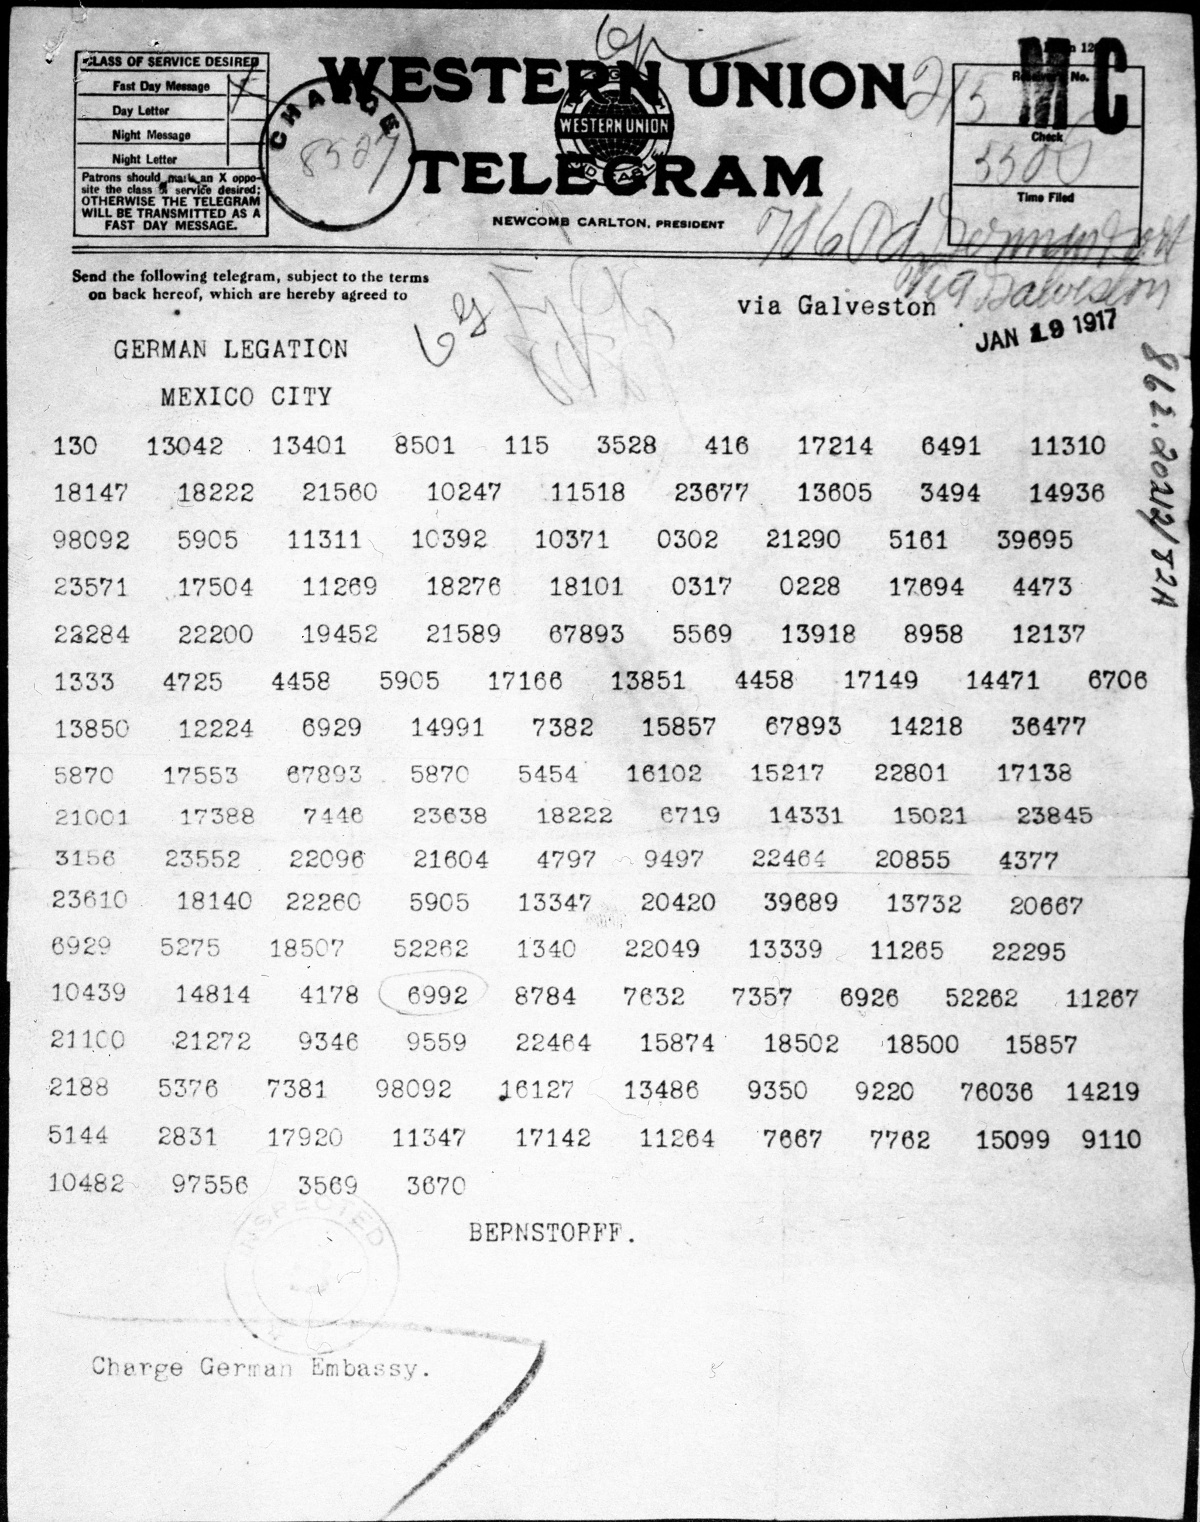 CLASS OF SERVICE DESIRED
Fast Day Message
Day Letter
Night Message
Night Letter
Patrons should mark an X oppo-
site the class of service desired;
OTHERWISE THE TELEGRAM
WILL BE TRANSMITTED AS A
FAST DAY MESSAGE.
CHARGE
8527
WESTERN UNION
WESTERN UNION
TELEGRAM
NEWCOMB CARLTON, PRESIDENT
215
Receiver's No.
MC
Check
Time Filed
Via Galveston
Send the following telegram, subject to the terms
on back hereof, which are hereby agreed to
via Galveston
JAN 19 1917
GERMAN LEGATION
MEXICO CITY
862.20212/82A
130 13042 13401 8501 115 3528 416 17214 6491 11310
18147 18222 21560 10247 11518 23677 13605 3494 14936
98092 5905 11311 10392 10371 0302 21290 5161 39695
23571 17504 11269 18276 18101 0317 0228 17694 4473
22284 22200 19452 21589 67893 5569 13918 8958 12137
1333 4725 4458 5905 17166 13851 4458 17149 14471 6706
13850 12224 6929 14991 7382 15857 67893 14218 36477
5870 17553 67893 5870 5454 16102 15217 22801 17138
21001 17388 7446 23638 18222 6719 14331 15021 23845
3156 23552 22096 21604 4797 9497 22464 20855 4377
23610 18140 22260 5905 13347 20420 39689 13732 20667
6929 5275 18507 52262 1340 22049 13339 11265 22295
10439 14814 4178 6992 8784 7632 7357 6926 52262 11267
21100 21272 9346 9559 22464 15874 18502 18500 15857
2188 5376 7381 98092 16127 13486 9350 9220 76036 14219
5144 2831 17920 11347 17142 11264 7667 7762 15099 9110
10482 97556 3569 3670
INSPECTED
BERNSTORFF.
Charge German Embassy.